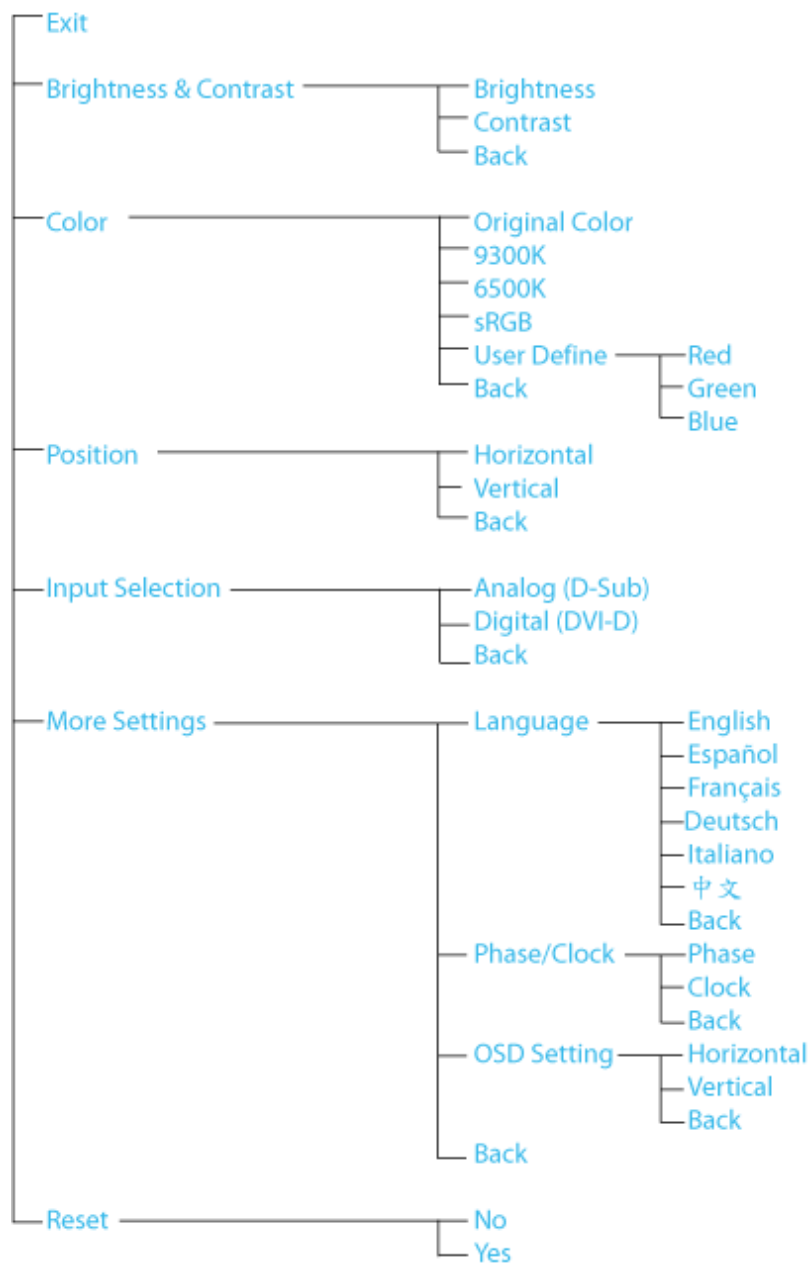 Exit
Brightness & Contrast
Brightness
Contrast
Back
Color
Original Color
9300K
6500K
sRGB
User Define
Red
Back
Green
Blue
Position
Horizontal
Vertical
Back
Input Selection
Analog (D-Sub)
Digital (DVI-D)
Back
More Settings
Language
English
Español
Français
Deutsch
Italiano
中文
Back
Phase/Clock
Phase
Clock
Back
OSD Setting
Horizontal
Vertical
Back
Back
Reset
No
Yes